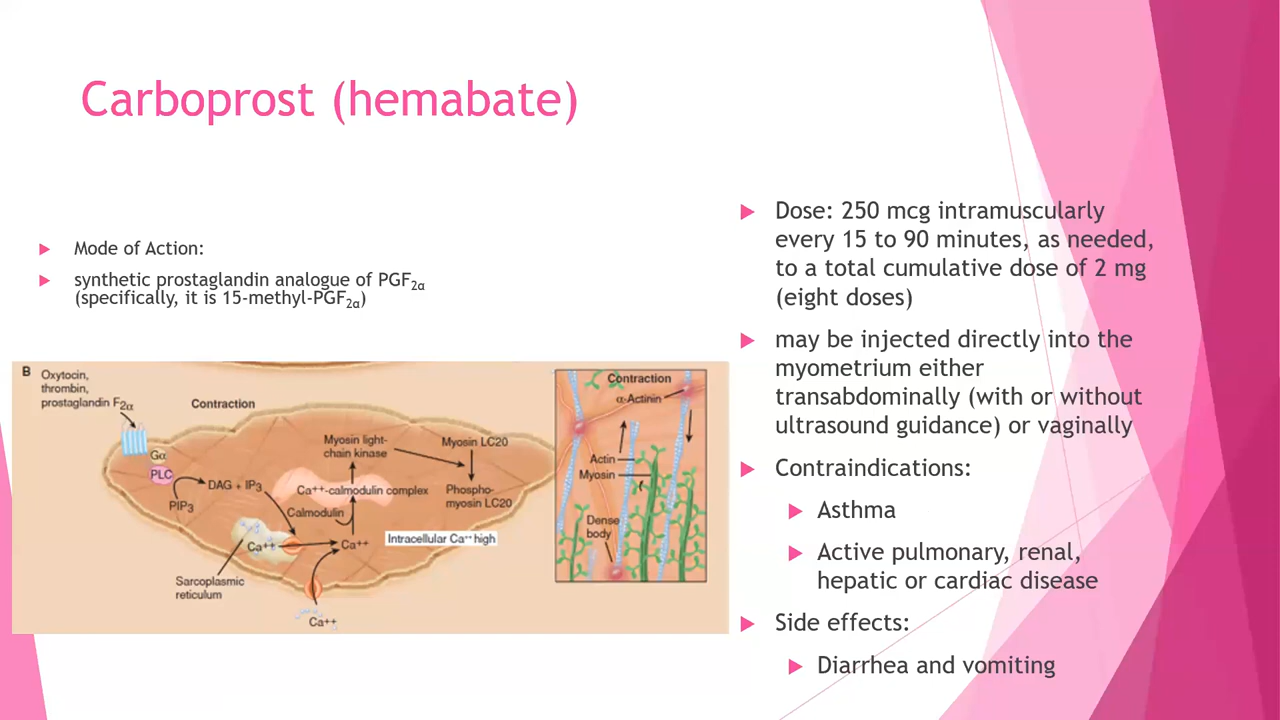 Carboprost (hemabate)
Mode of Action:
synthetic prostaglandin analogue of PGF2α
(specifically, it is 15-methyl-PGF2α)
B
Oxytocin,
thrombin,
prostaglandin F2α
Contraction
Gα
PLC
PIP3
DAG + IP3
Myosin light-
chain kinase
Myosin LC20
Ca++-calmodulin complex
Phospho-
myosin LC20
Calmodulin
Ca++
Ca++
Intracellular Ca++ high
Sarcoplasmic
reticulum
Ca++
Contraction
α-Actinin
Actin
Myosin
Dense
body
Dose: 250 mcg intramuscularly
every 15 to 90 minutes, as needed,
to a total cumulative dose of 2 mg
(eight doses)
may be injected directly into the
myometrium either
transabdominally (with or without
ultrasound guidance) or vaginally
Contraindications:
Asthma
Active pulmonary, renal,
hepatic or cardiac disease
Side effects:
Diarrhea and vomiting